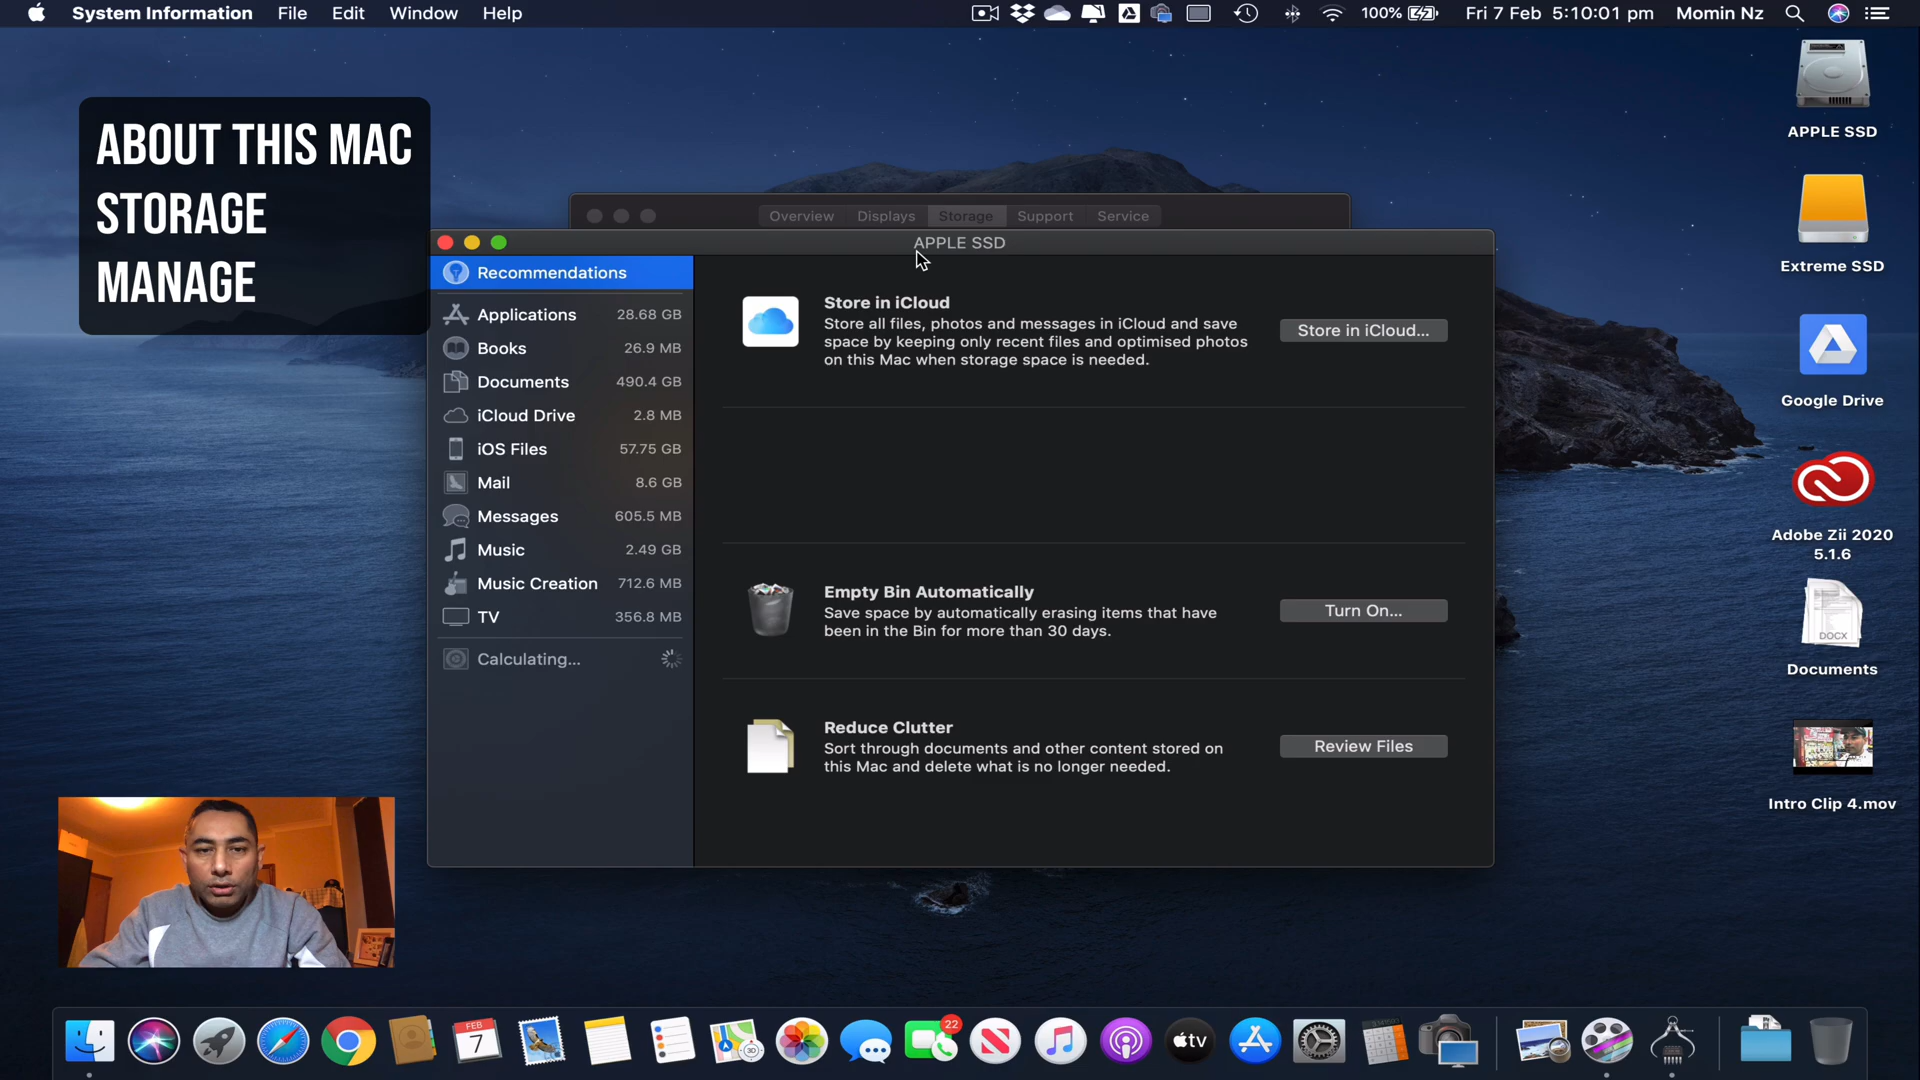 System Information File Edit Window Help
100% Fri 7 Feb 5:10:01 pm Momin Nz
ABOUT THIS MAC
STORAGE
MANAGE
Overview Displays Storage Support Service
APPLE SSD
Recommendations
Applications 28.68 GB
Books 26.9 MB
Documents 490.4 GB
iCloud Drive 2.8 MB
iOS Files 57.75 GB
Mail 8.6 GB
Messages 605.5 MB
Music 2.49 GB
Music Creation 712.6 MB
TV 356.8 MB
Calculating...
Store in iCloud
Store all files, photos and messages in iCloud and save
space by keeping only recent files and optimised photos
on this Mac when storage space is needed.
Store in iCloud...
Empty Bin Automatically
Save space by automatically erasing items that have
been in the Bin for more than 30 days.
Turn On...
Reduce Clutter
Sort through documents and other content stored on
this Mac and delete what is no longer needed.
Review Files
APPLE SSD
Extreme SSD
Google Drive
Adobe Zii 2020
5.1.6
DOCX
Documents
Intro Clip 4.mov
FEB
7
3D
22
tv